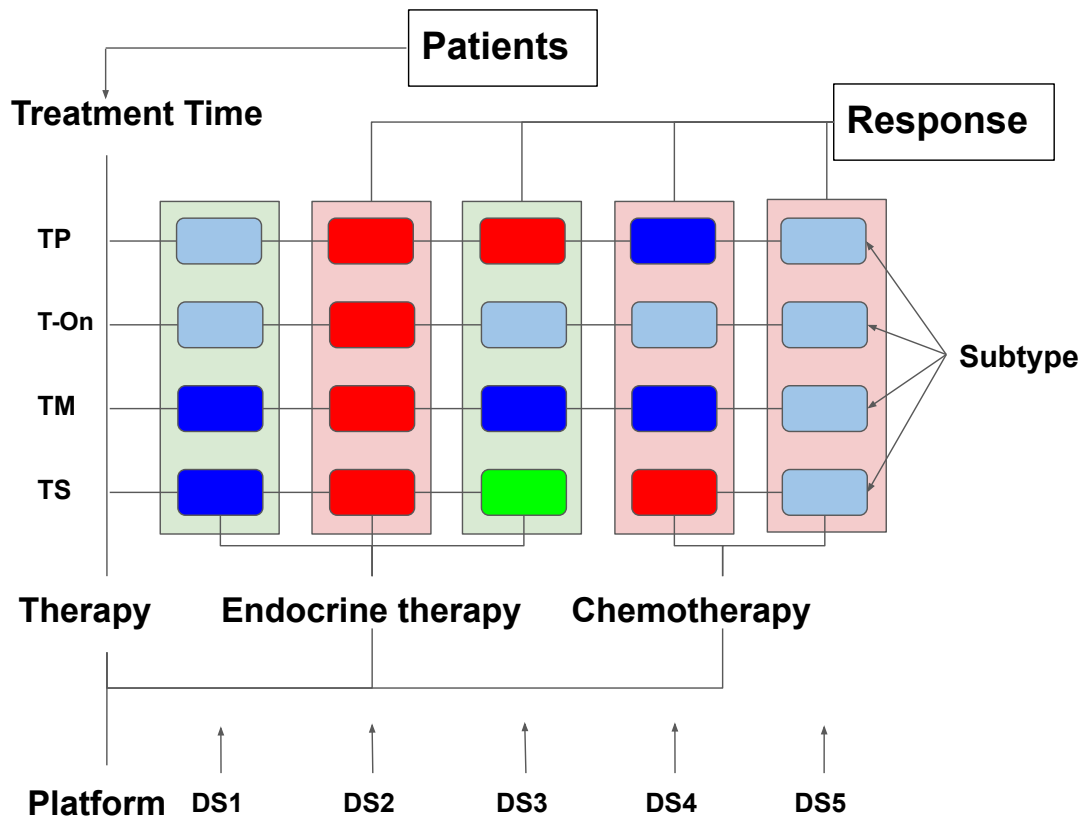 Patients
Treatment Time
Response
TP
T-On
Subtype
TM
TS
Therapy
Endocrine therapy
Chemotherapy
Platform
DS1
DS2
DS3
DS4
DS5